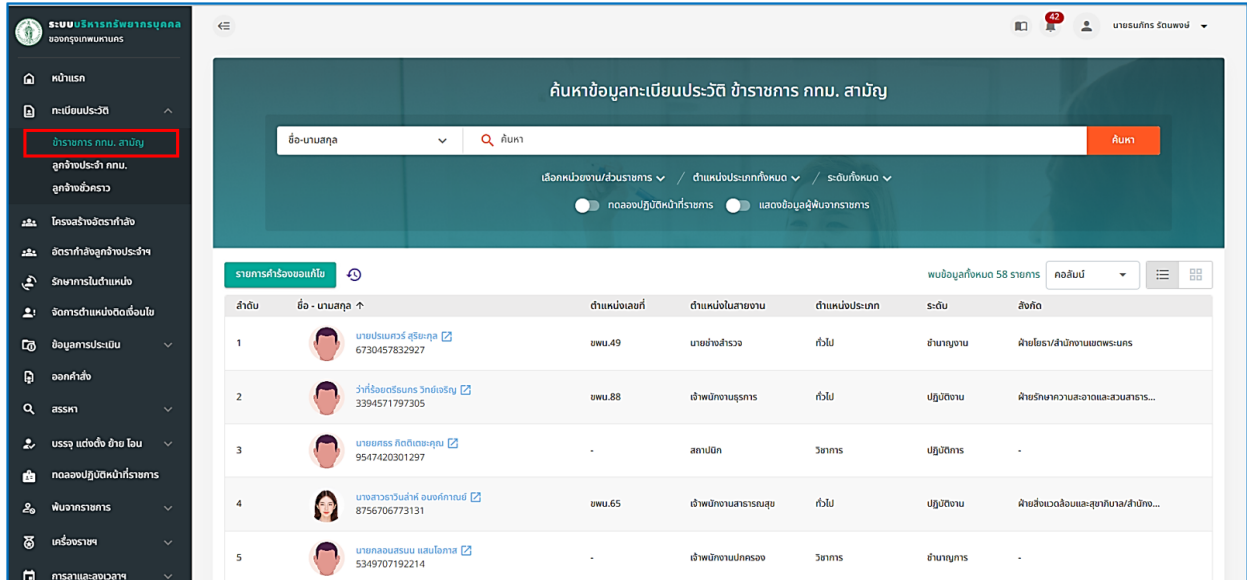 ระบบบริหารทรัพยากรบุคคล
ของกรุงเทพมหานคร
42
นายธนภัทร รัตนพงษ์
หน้าแรก
ทะเบียนประวัติ
ข้าราชการ กทม. สามัญ
ลูกจ้างประจำ กทม.
ลูกจ้างชั่วคราว
โครงสร้างอัตรากำลัง
อัตรากำลังลูกจ้างประจำฯ
รักษาการในตำแหน่ง
จัดการตำแหน่งติดเงื่อนไข
ข้อมูลการประเมิน
ออกคำสั่ง
สรรหา
บรรจุ แต่งตั้ง ย้าย โอน
ทดลองปฏิบัติหน้าที่ราชการ
พ้นจากราชการ
เครื่องราชฯ
การลาและลงเวลาฯ
ค้นหาข้อมูลทะเบียนประวัติ ข้าราชการ กทม. สามัญ
ชื่อ-นามสกุล ค้นหา ค้นหา
เลือกหน่วยงาน/ส่วนราชการ / ตำแหน่งประเภททั้งหมด / ระดับทั้งหมด
ทดลองปฏิบัติหน้าที่ราชการ แสดงข้อมูลผู้พ้นจากราชการ
รายการคำร้องขอแก้ไข พบข้อมูลทั้งหมด 58 รายการ คอลัมน์
ลำดับ ชื่อ - นามสกุล ตำแหน่งเลขที่ ตำแหน่งในสายงาน ตำแหน่งประเภท ระดับ สังกัด
1 นายปรเมศวร์ สุริยะกุล ขพน.49 นายช่างสำรวจ ทั่วไป ชำนาญงาน ฝ่ายโยธา/สำนักงานเขตพระนคร
6730457832927
2 ว่าที่ร้อยตรีธนกร วิทย์เจริญ ขพน.88 เจ้าพนักงานธุรการ ทั่วไป ปฏิบัติงาน ฝ่ายรักษาความสะอาดและสวนสาธาร...
3394571797305
3 นายยศธร กิตติเตชะคุณ - สถาปนิก วิชาการ ปฏิบัติการ -
9547420301297
4 นางสาวธาวินล่าห์ อนงค์กาณย์ ขพน.65 เจ้าพนักงานสาธารณสุข ทั่วไป ปฏิบัติงาน ฝ่ายสิ่งแวดล้อมและสุขาภิบาล/สำนักง...
8756706773131
5 นายกลอนสรนน แสนโอกาส - เจ้าพนักงานปกครอง วิชาการ ชำนาญการ -
5349707192214